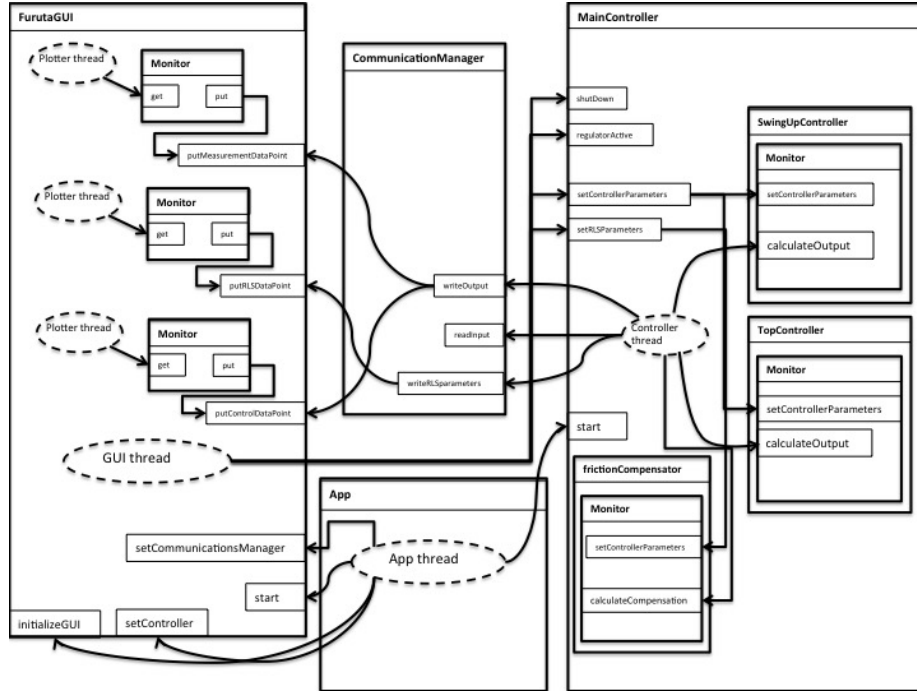 FurutaGUI
Plotter thread
Monitor
get
put
putMeasurementDataPoint
Plotter thread
Monitor
get
put
putRLSDataPoint
Plotter thread
Monitor
get
put
putControlDataPoint
GUI thread
setCommunicationsManager
start
initializeGUI
setController
CommunicationManager
writeOutput
readInput
writeRLSparameters
App
App thread
MainController
shutDown
regulatorActive
setControllerParameters
setRLSParameters
Controller
thread
start
SwingUpController
Monitor
setControllerParameters
calculateOutput
TopController
Monitor
setControllerParameters
calculateOutput
frictionCompensator
Monitor
setControllerParameters
calculateCompensation